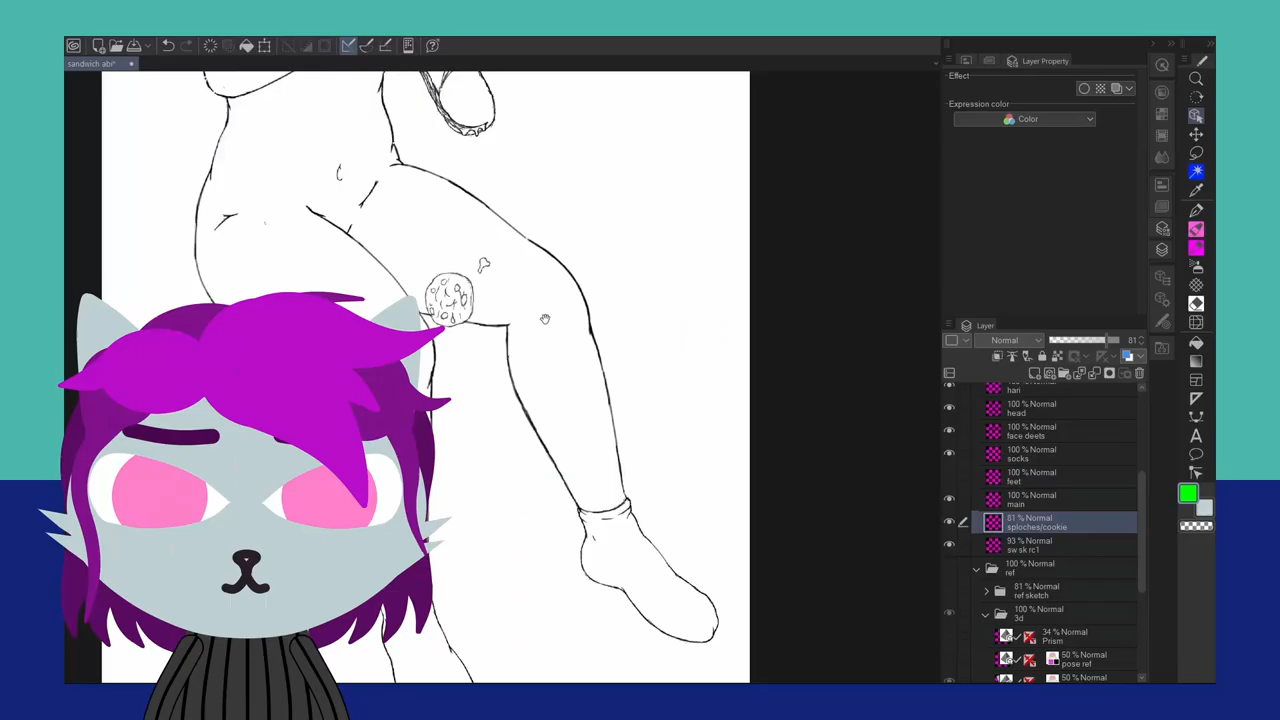 sandwich abi*
Layer Property
Effect
Expression color
Color
Layer
Normal
81
hari
100 % Normal
head
100 % Normal
face deets
100 % Normal
socks
100 % Normal
feet
100 % Normal
main
81 % Normal
sploches/cookie
93 % Normal
sw sk rc1
100 % Normal
ref
81 % Normal
ref sketch
100 % Normal
3d
34 % Normal
Prism
50 % Normal
pose ref
50 % Normal